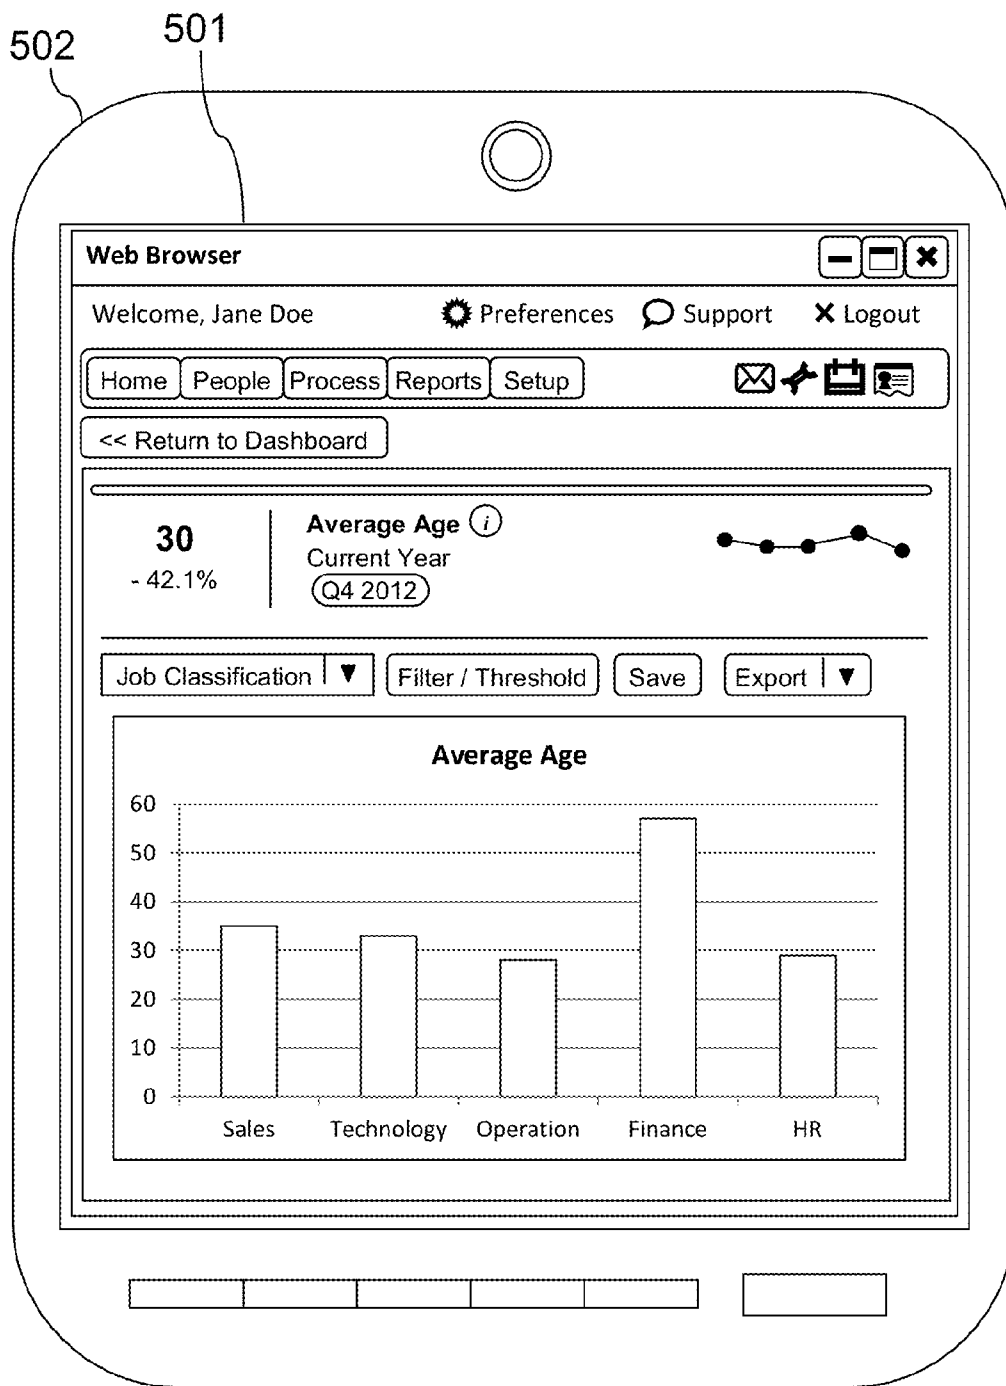 502
501
Web Browser
Welcome, Jane Doe Preferences Support Logout
Home People Process Reports Setup
<< Return to Dashboard
30
- 42.1%
Average Age i
Current Year
Q4 2012
Job Classification Filter / Threshold Save Export
Average Age
60
50
40
30
20
10
0
Sales Technology Operation Finance HR